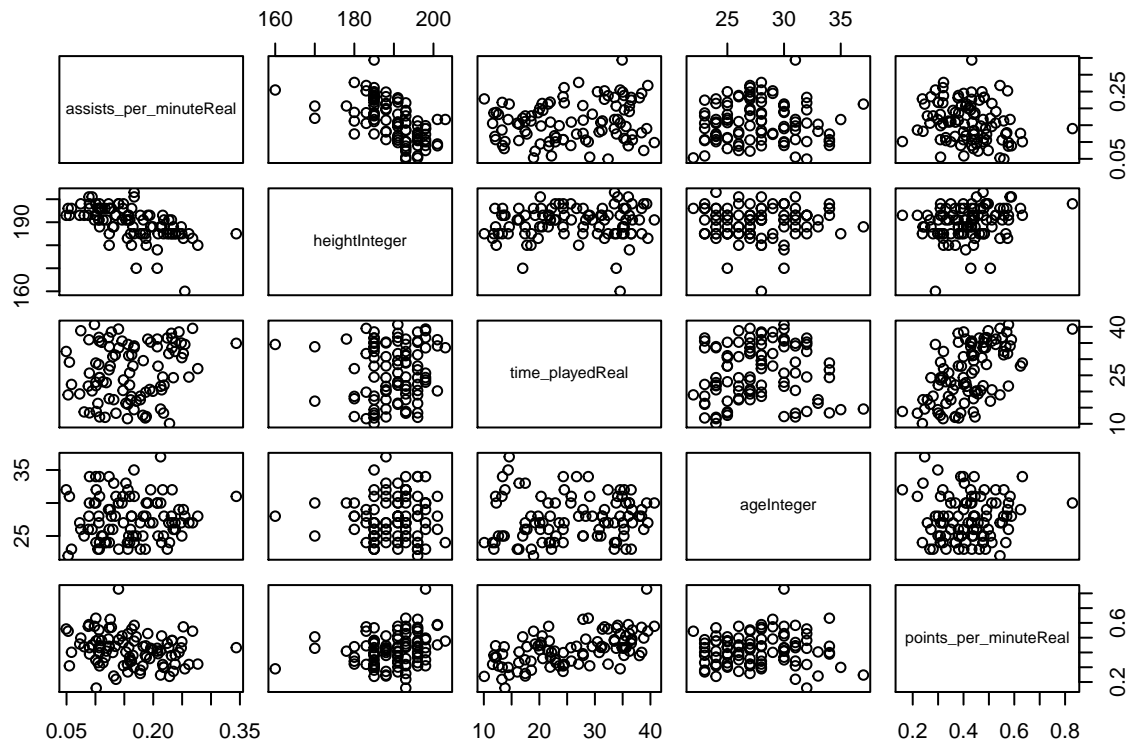 160 180 200
25 30 35
assists_per_minuteReal
0.05 0.25
160 190
heightInteger
time_playedReal
10 25 40
25 35
ageInteger
0.2 0.6
points_per_minuteReal
0.05 0.20 0.35
10 20 30 40
0.2 0.4 0.6 0.8